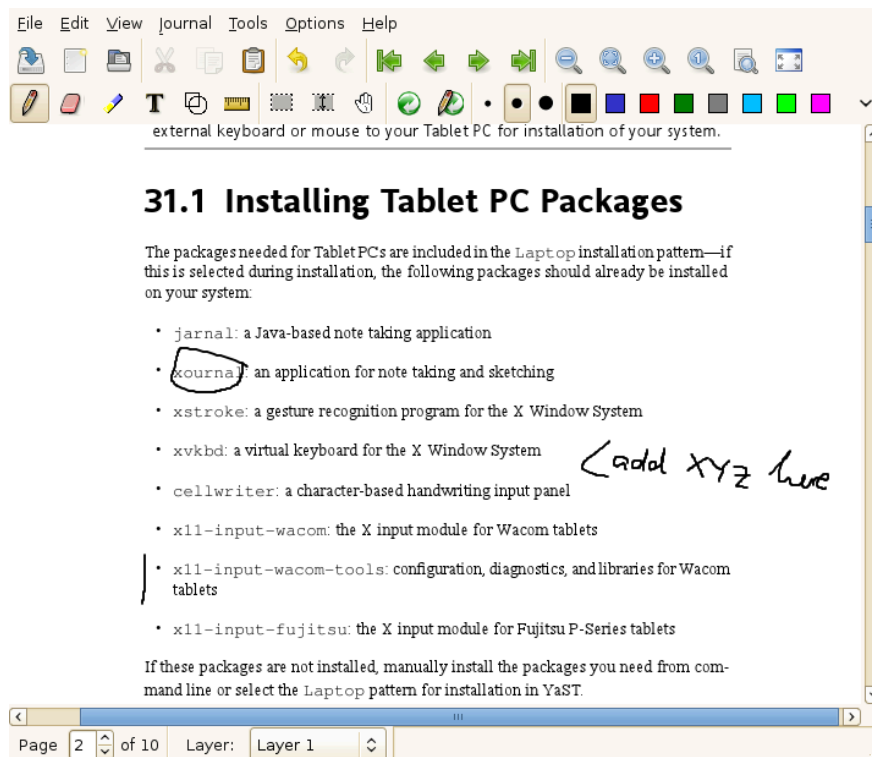 File Edit View Journal Tools Options Help
T
external keyboard or mouse to your Tablet PC for installation of your system.
31.1 Installing Tablet PC Packages
The packages needed for Tablet PCs are included in the Laptop installation pattern—if
this is selected during installation, the following packages should already be installed
on your system:
• jarnal: a Java-based note taking application
• xournal: an application for note taking and sketching
• xstroke: a gesture recognition program for the X Window System
• xvkbd: a virtual keyboard for the X Window System
<add XYZ here
• cellwriter: a character-based handwriting input panel
• x11-input-wacom: the X input module for Wacom tablets
• x11-input-wacom-tools: configuration, diagnostics, and libraries for Wacom
tablets
• x11-input-fujitsu: the X input module for Fujitsu P-Series tablets
If these packages are not installed, manually install the packages you need from com-
mand line or select the Laptop pattern for installation in YaST.
Page 2 of 10 Layer: Layer 1